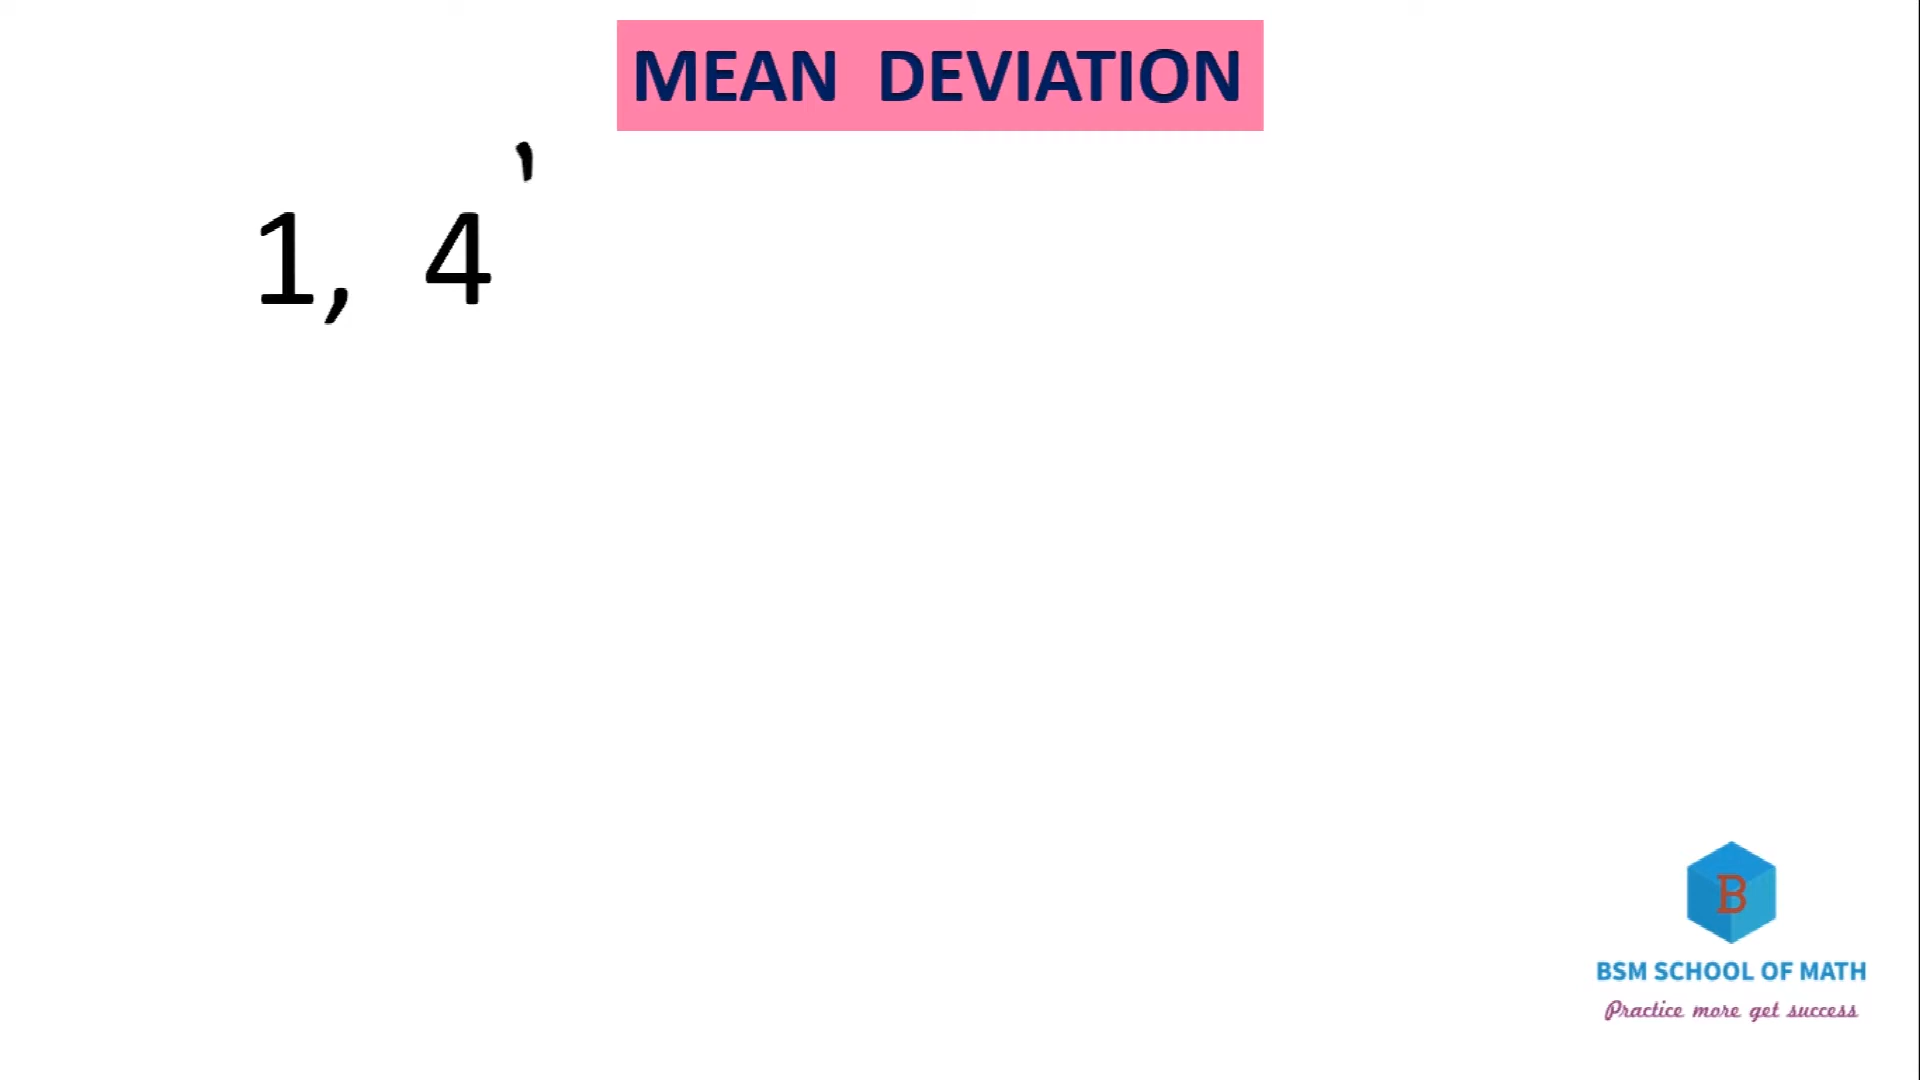 MEAN DEVIATION
1, 4,
B
BSM SCHOOL OF MATH
Practice more get success